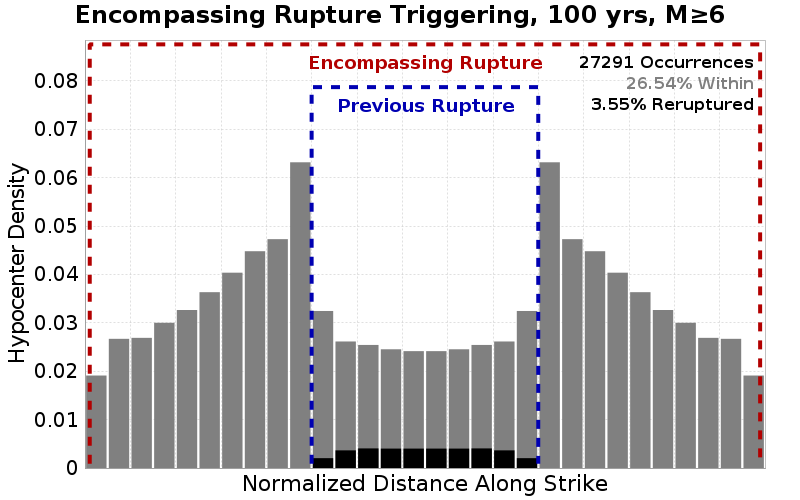 Encompassing Rupture Triggering, 100 yrs, M≥6
Encompassing Rupture
27291 Occurrences
26.54% Within
3.55% Reruptured
Previous Rupture
Hypocenter Density
0.08
0.07
0.06
0.05
0.04
0.03
0.02
0.01
0
Normalized Distance Along Strike